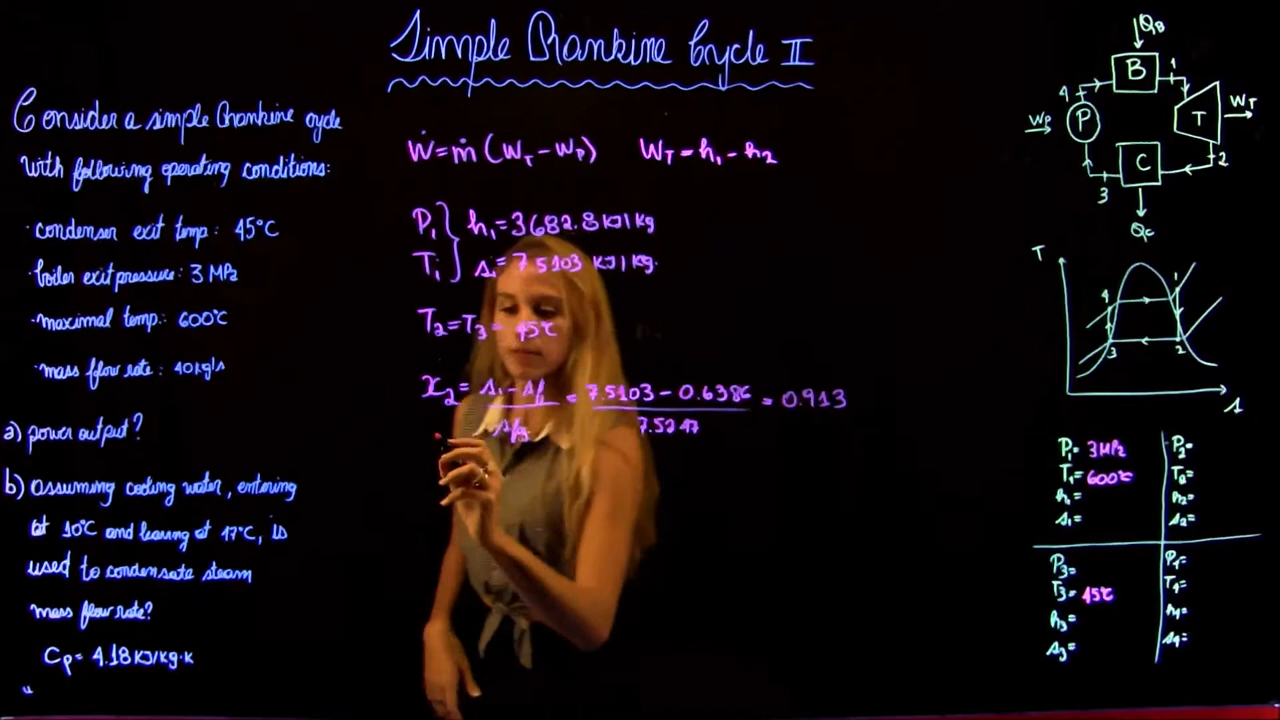 Simple Rankine Cycle II
Consider a simple Rankine cycle
with following operating conditions:
· condenser exit temp: 45°C
· boiler exit pressure: 3 MPa
· maximal temp: 600°C
· mass flow rate: 40 kg/s
a) power output?
b) assuming cooling water, entering
at 10°C and leaving at 17°C, is
used to condensate steam
mass flow rate?
Cp = 4.18 kJ/kg·K
Ẇ = ṁ (WT - WP) WT = h1 - h2
P1 } h1 = 3682.8 kJ/kg
T1 } s1 = 7.5103 kJ/kg·
T2 = T3 = 45°C
x2 = s1 - sf = 7.5103 - 0.6386 = 0.913
sfg 7.5247
QB
B 1
4
WP P T WT
C 2
3
QC
T
1
4
3 2
s
P1 = 3 MPa P2 =
T1 = 600°C T2 =
h1 = h2 =
s1 = s2 =
P3 = P4 =
T3 = 45°C T4 =
h3 = h4 =
s3 = s4 =